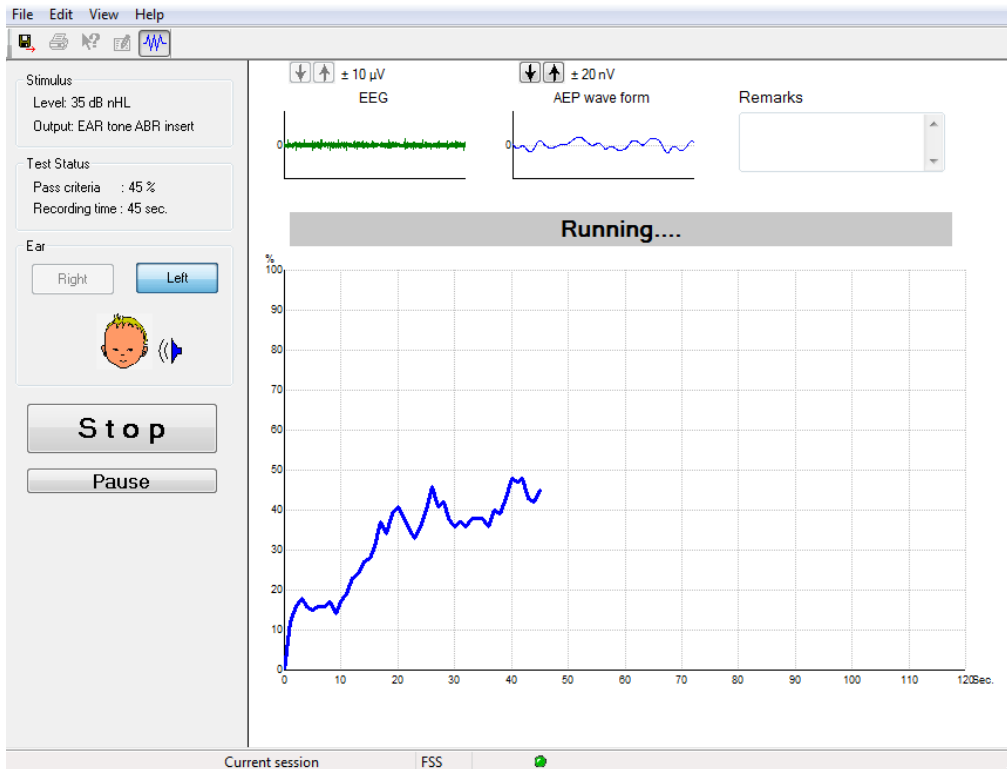 File Edit View Help
Stimulus
Level: 35 dB nHL
Output: EAR tone ABR insert
Test Status
Pass criteria : 45 %
Recording time : 45 sec.
Ear
Right Left
Stop
Pause
± 10 µV
EEG
0
± 20 nV
AEP wave form
0
Remarks
Running....
%
100
90
80
70
60
50
40
30
20
10
0
0 10 20 30 40 50 60 70 80 90 100 110 120 Sec.
Current session FSS